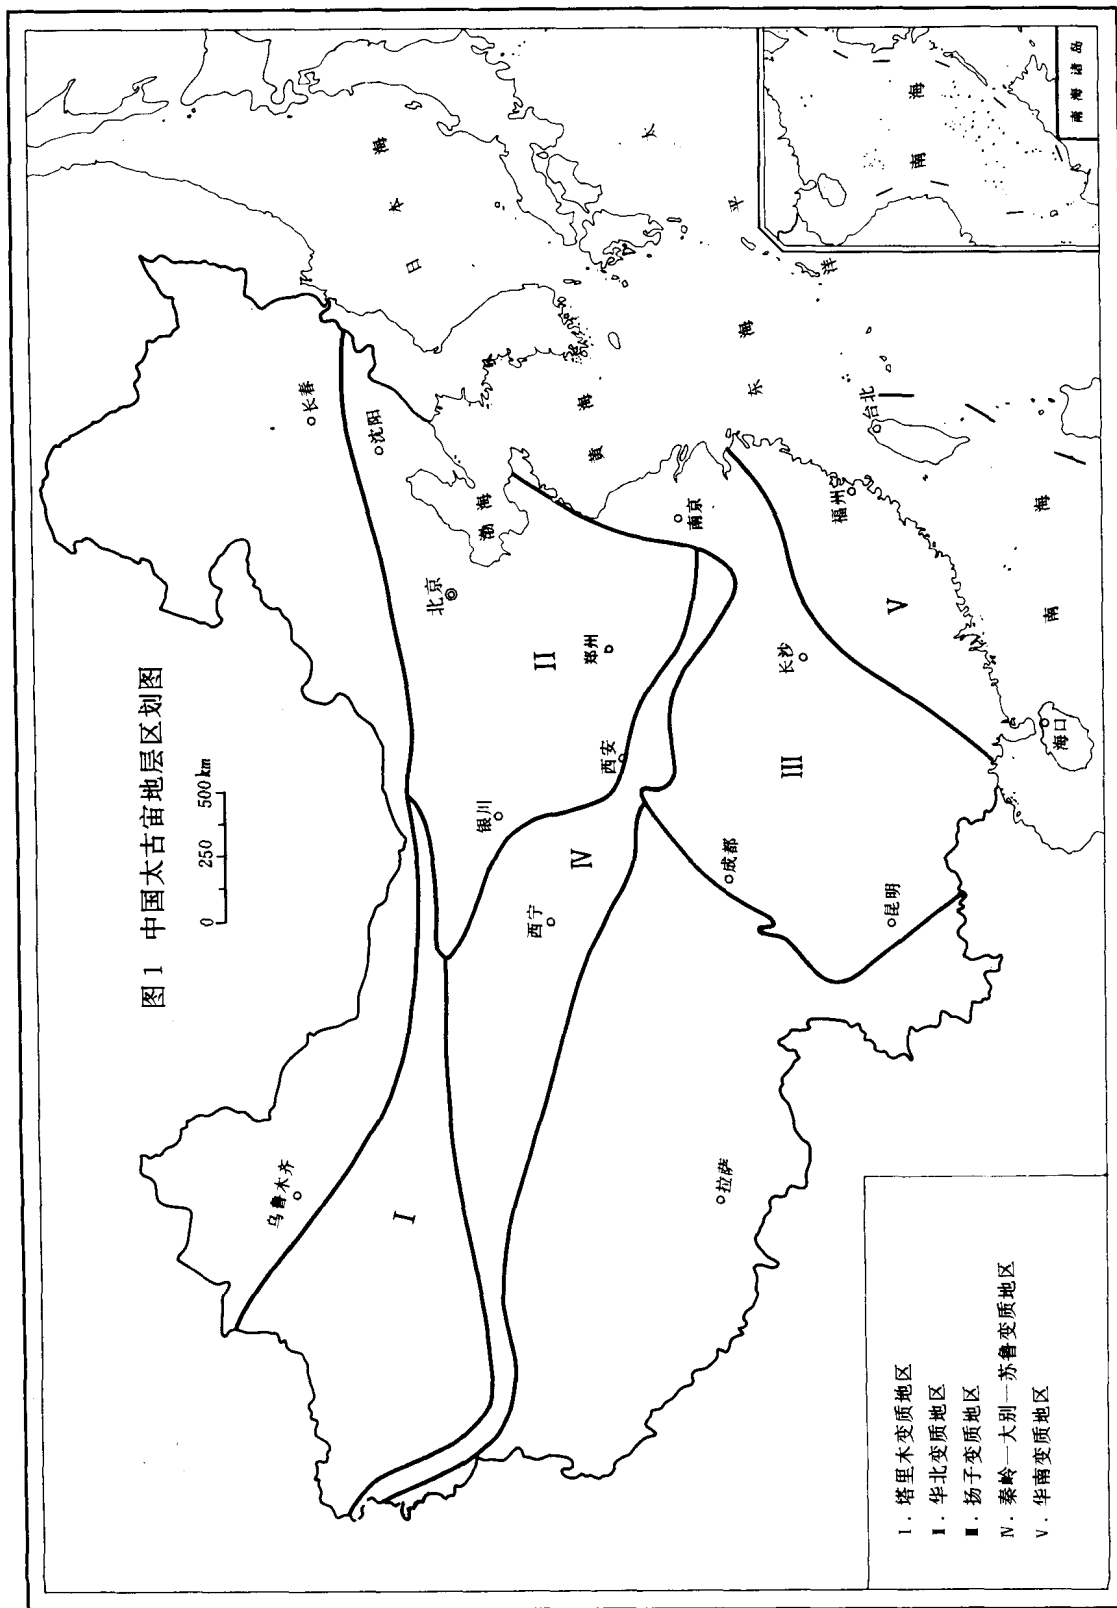 图1 中国太古宙地层区划图
0 250 500km
乌鲁木齐
长春
沈阳
北京
银川
西宁
西安
郑州
南京
成都
长沙
昆明
拉萨
福州
台北
海口
I
II
III
IV
V
日本海
渤海
黄海
东海
南海
太平洋
南海
南海诸岛
I.塔里木变质地区
II.华北变质地区
III.扬子变质地区
IV.秦岭—大别—苏鲁变质地区
V.华南变质地区